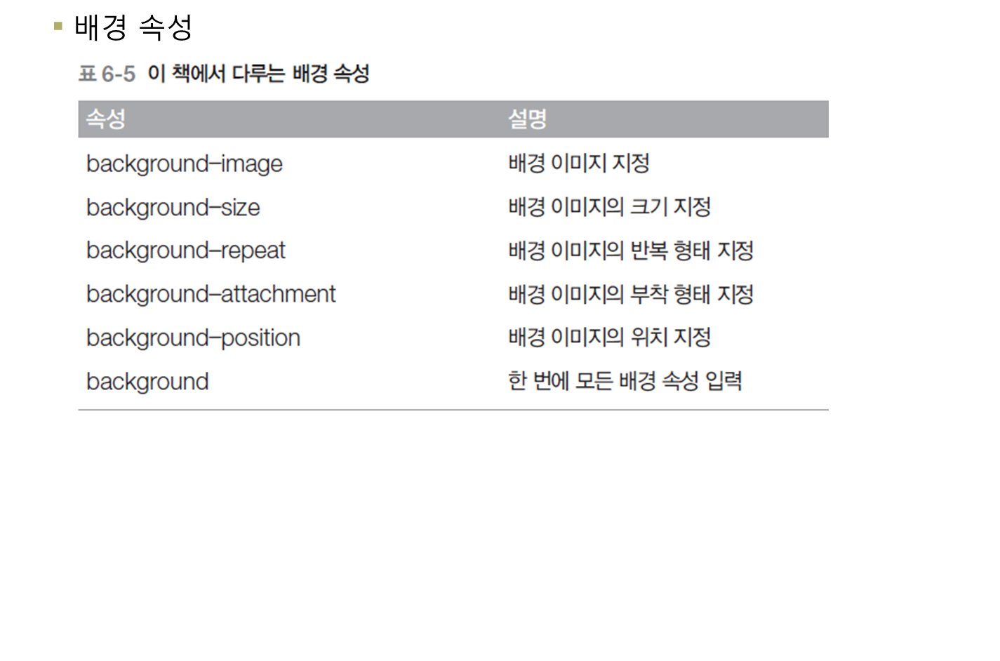 배경 속성
표 6-5 이 책에서 다루는 배경 속성
속성 설명
background-image 배경 이미지 지정
background-size 배경 이미지의 크기 지정
background-repeat 배경 이미지의 반복 형태 지정
background-attachment 배경 이미지의 부착 형태 지정
background-position 배경 이미지의 위치 지정
background 한 번에 모든 배경 속성 입력